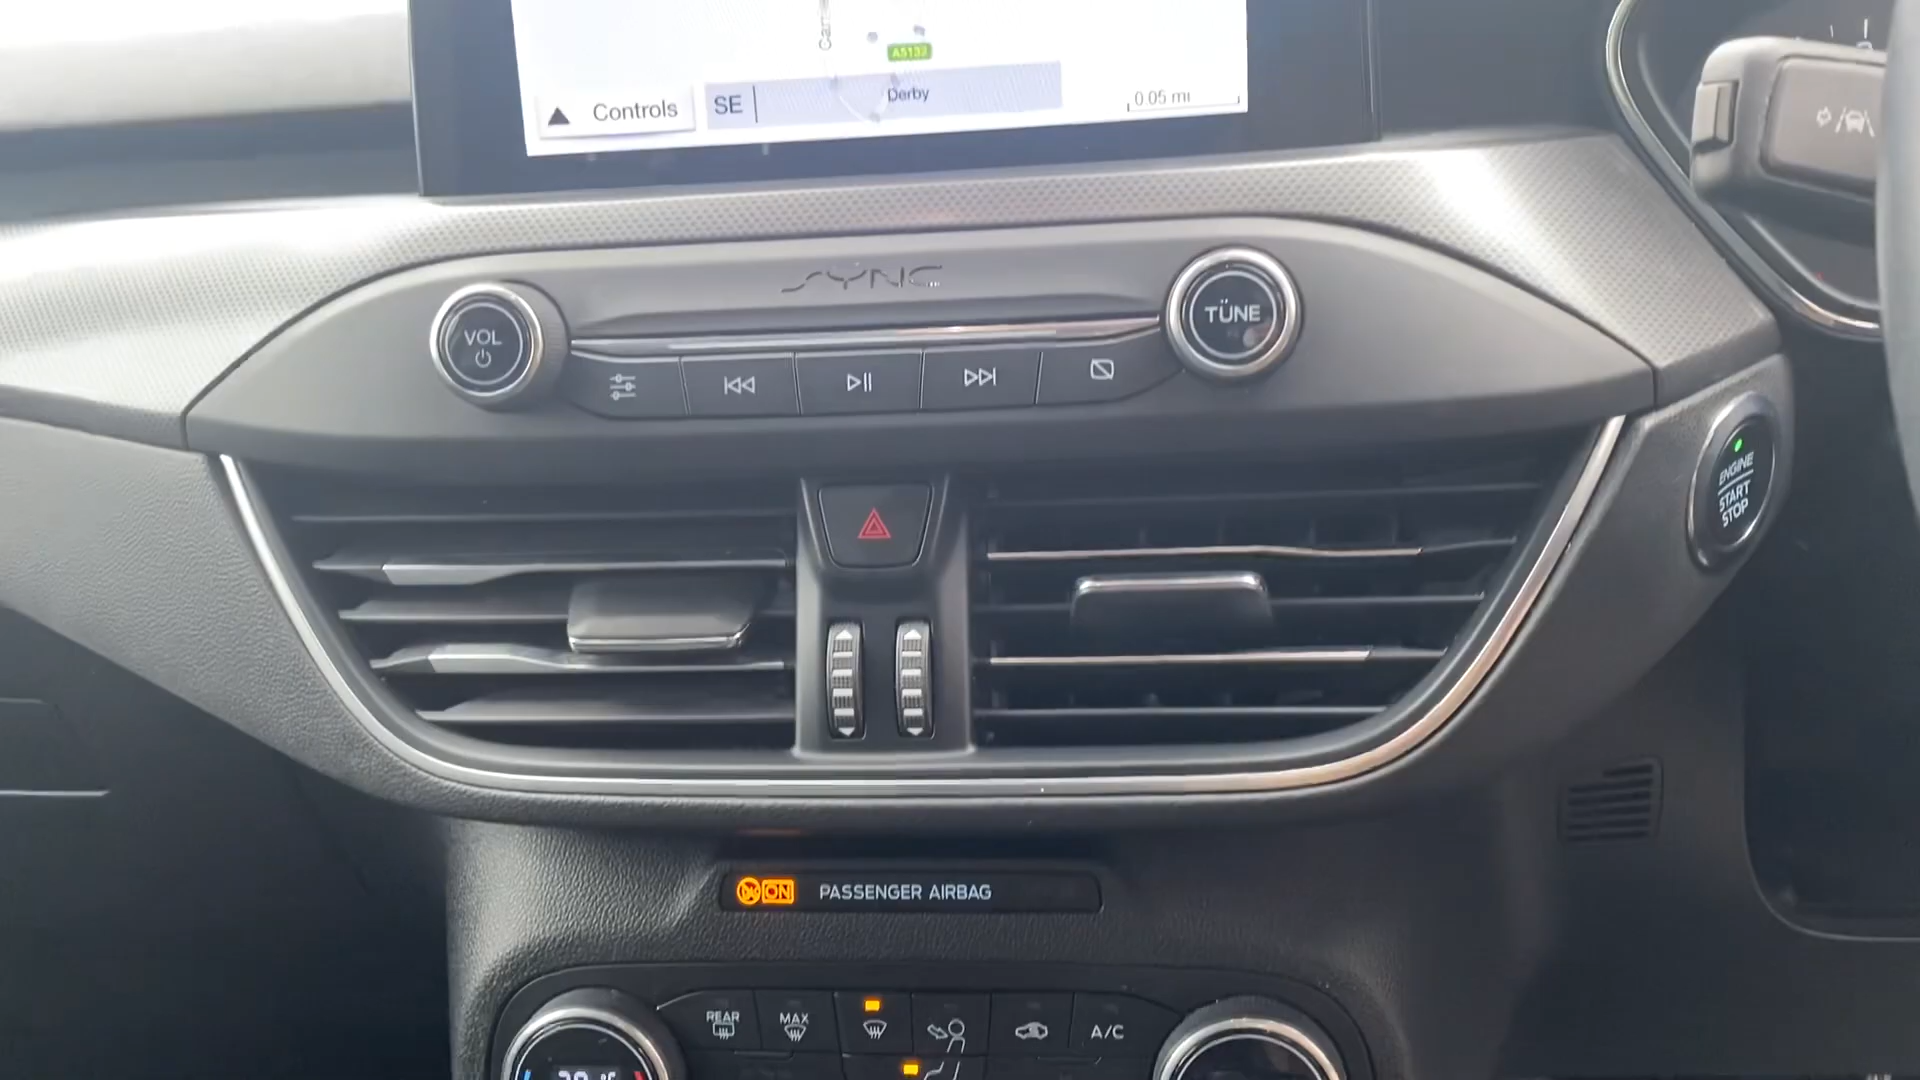 A5132
Controls
SE
Derby
0.05 mi
SYNC
VOL
TUNE
ENGINE
START
STOP
ON
PASSENGER AIRBAG
REAR
MAX
A/C